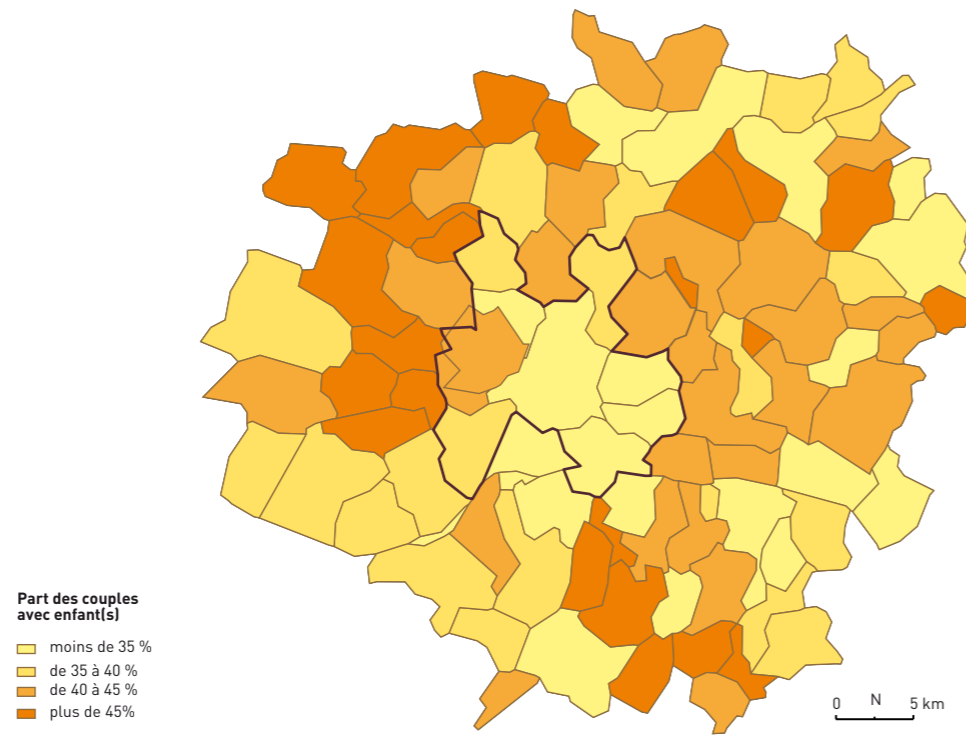 Part des couples
avec enfant(s)
moins de 35 %
de 35 à 40 %
de 40 à 45 %
plus de 45%
0 N 5 km